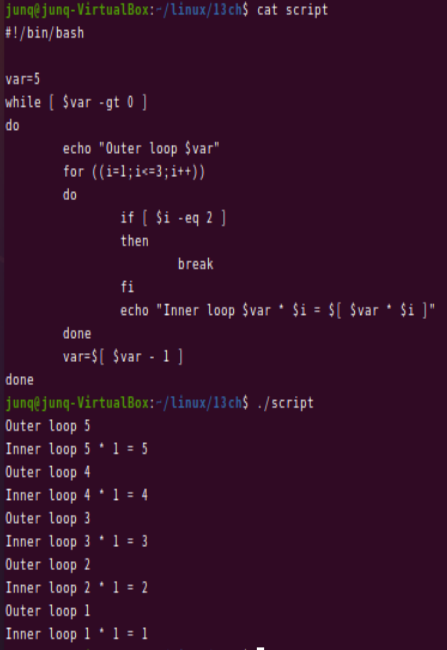 junq@junq-VirtualBox:~/linux/13ch$ cat script
#!/bin/bash

var=5
while [ $var -gt 0 ]
do
        echo "Outer loop $var"
        for ((i=1;i<=3;i++))
        do
                if [ $i -eq 2 ]
                then
                        break
                fi
                echo "Inner loop $var * $i = $[ $var * $i ]"
        done
        var=$[ $var - 1 ]
done
junq@junq-VirtualBox:~/linux/13ch$ ./script
Outer loop 5
Inner loop 5 * 1 = 5
Outer loop 4
Inner loop 4 * 1 = 4
Outer loop 3
Inner loop 3 * 1 = 3
Outer loop 2
Inner loop 2 * 1 = 2
Outer loop 1
Inner loop 1 * 1 = 1